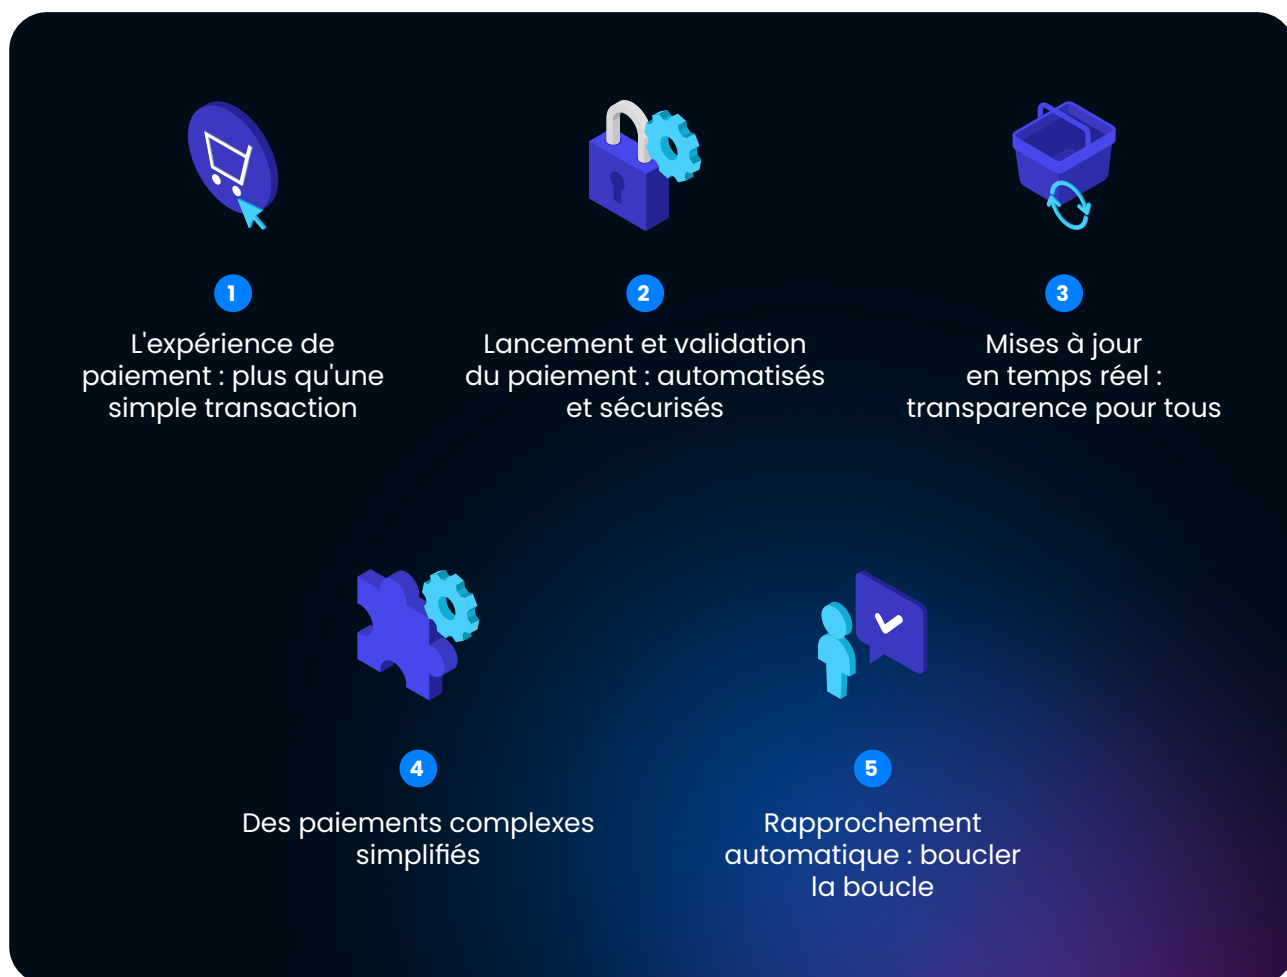 1
L'expérience de
paiement : plus qu'une
simple transaction
2
Lancement et validation
du paiement : automatisés
et sécurisés
3
Mises à jour
en temps réel :
transparence pour tous
4
Des paiements complexes
simplifiés
5
Rapprochement
automatique : boucler
la boucle